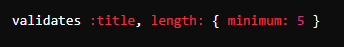 validates :title, length: { minimum: 5 }